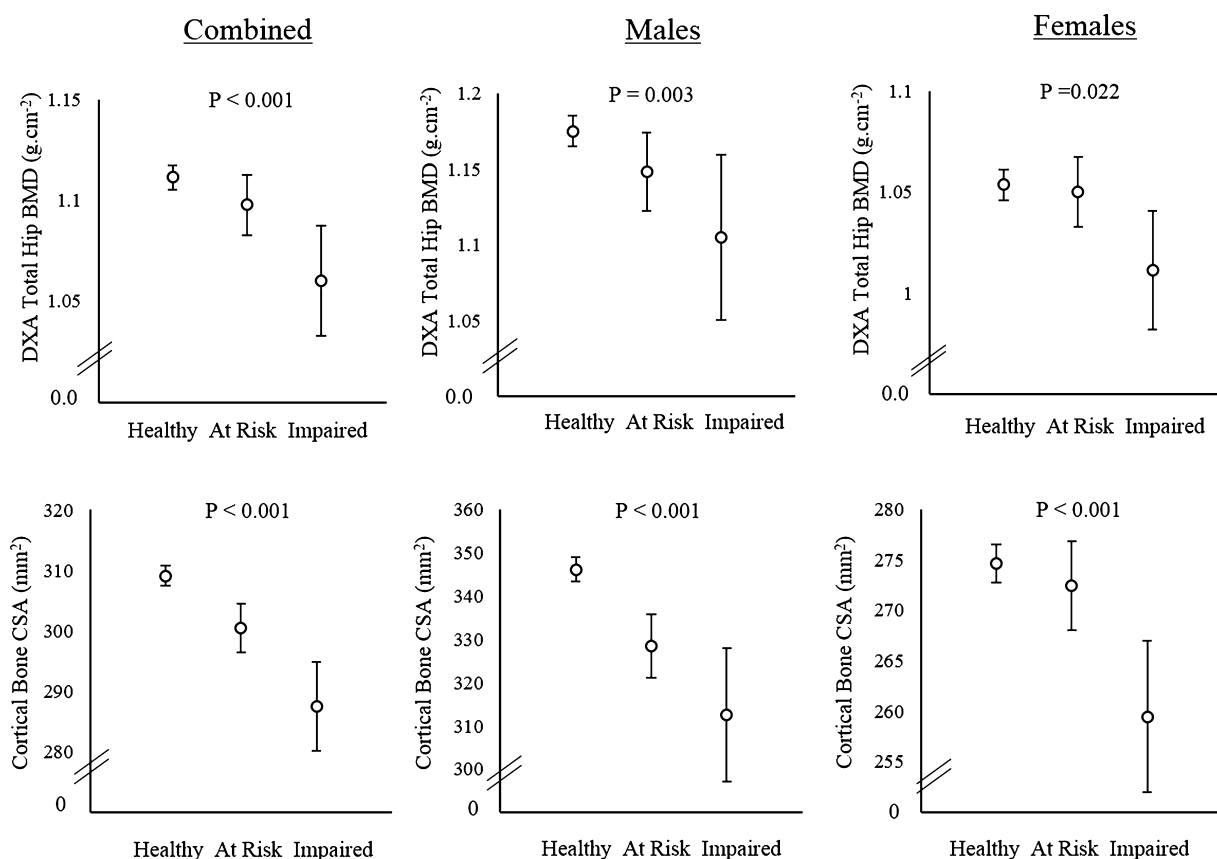 Combined
Males
Females
DXA Total Hip BMD (g.cm-2)
P < 0.001
1.15
1.1
1.05
0.0
Healthy At Risk Impaired
DXA Total Hip BMD (g.cm-2)
P = 0.003
1.2
1.15
1.1
1.05
0.0
Healthy At Risk Impaired
DXA Total Hip BMD (g.cm-2)
P =0.022
1.1
1.05
1
0.0
Healthy At Risk Impaired
Cortical Bone CSA (mm2)
P < 0.001
320
310
300
290
280
0
Healthy At Risk Impaired
Cortical Bone CSA (mm2)
P < 0.001
360
350
340
330
320
310
300
0
Healthy At Risk Impaired
Cortical Bone CSA (mm2)
P < 0.001
280
275
270
265
260
255
0
Healthy At Risk Impaired